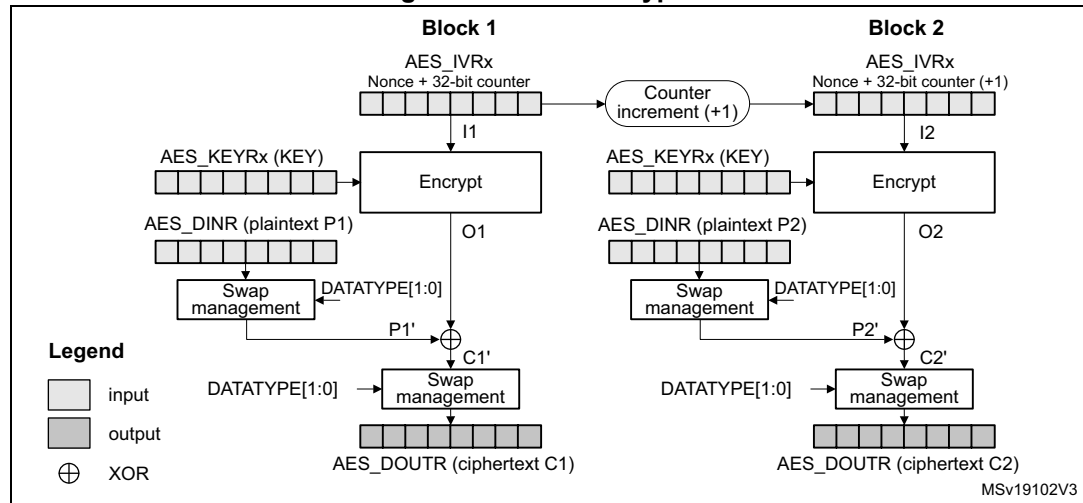 Block 1
Block 2
AES_IVRx
Nonce + 32-bit counter
Counter
increment (+1)
AES_IVRx
Nonce + 32-bit counter (+1)
I1
I2
AES_KEYRx (KEY)
Encrypt
AES_KEYRx (KEY)
Encrypt
AES_DINR (plaintext P1)
O1
AES_DINR (plaintext P2)
O2
Swap
management
DATATYPE[1:0]
Swap
management
DATATYPE[1:0]
P1'
P2'
Legend
C1'
C2'
input
DATATYPE[1:0]
Swap
management
DATATYPE[1:0]
Swap
management
output
XOR
AES_DOUTR (ciphertext C1)
AES_DOUTR (ciphertext C2)
MSv19102V3